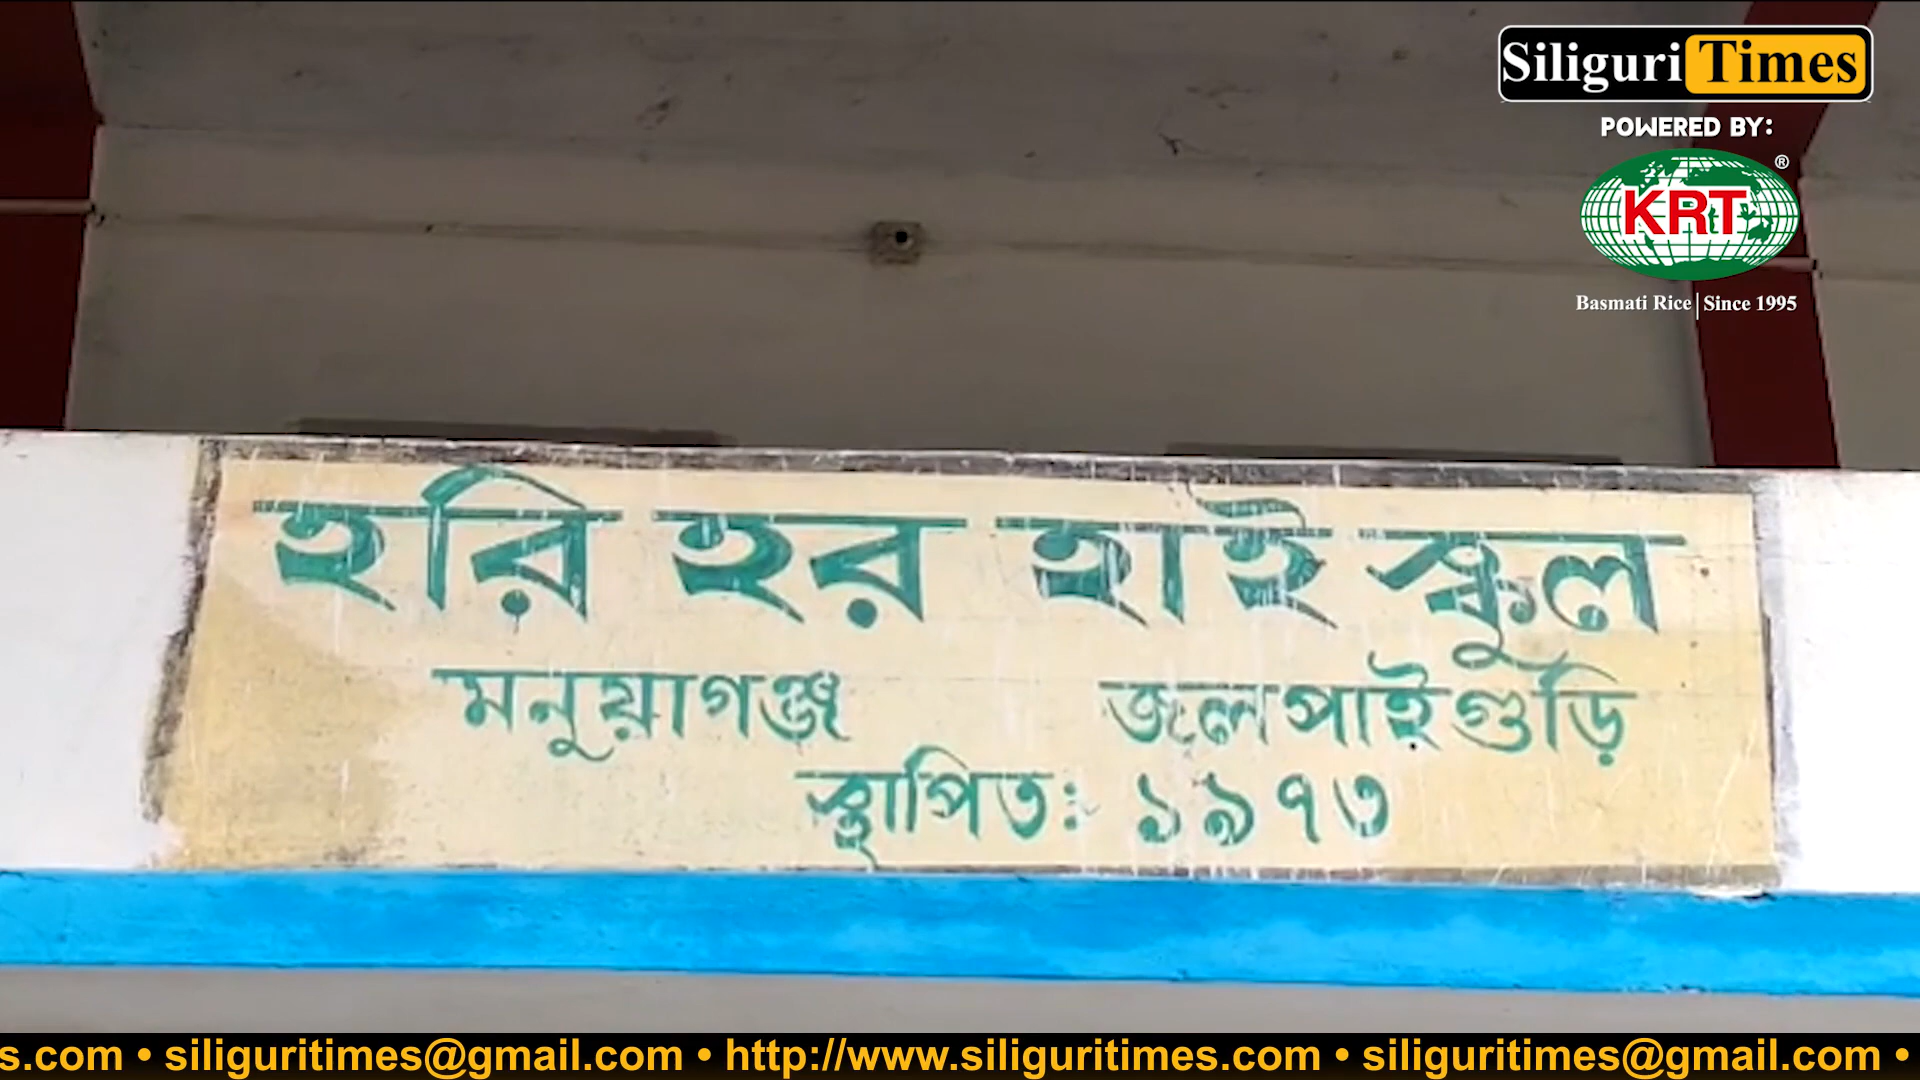 Siliguri Times
POWERED BY:
KRT®
Basmati Rice | Since 1995
হরি হর হাই স্কুল
মনুয়াগঞ্জ জলপাইগুড়ি
স্থাপিত: ১৯৭৩
s.com • siliguritimes@gmail.com • http://www.siliguritimes.com • siliguritimes@gmail.com •